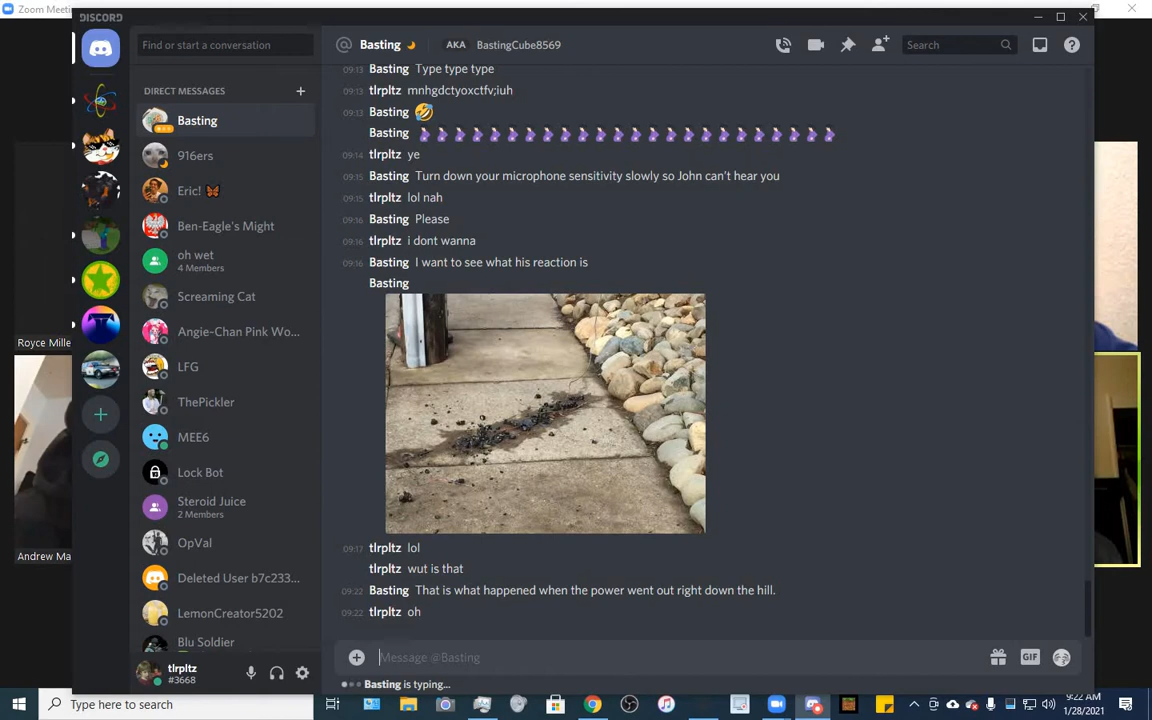 Zoom Meeti
DISCORD
Find or start a conversation
Basting
AKA BastingCube8569
Search
09:13 Basting Type type type
DIRECT MESSAGES
09:13 tlrpltz mnhgdctyoxctfv;iuh
09:13 Basting 🤣
Basting
Basting
09:14 tlrpltz ye
916ers
09:15 Basting Turn down your microphone sensitivity slowly so John can't hear you
Eric! 🦋
09:15 tlrpltz lol nah
09:16 Basting Please
Ben-Eagle's Might
09:16 tlrpltz i dont wanna
oh wet
4 Members
09:16 Basting I want to see what his reaction is
Basting
Screaming Cat
Angie-Chan Pink Wo...
Royce Mille
LFG
ThePickler
MEE6
Lock Bot
Steroid Juice
2 Members
OpVal
09:17 tlrpltz lol
Andrew Ma
wut is that
Deleted User b7c233...
09:22 Basting That is what happened when the power went out right down the hill.
LemonCreator5202
09:22 tlrpltz oh
Blu Soldier
tlrpltz
#3668
Message @Basting
GIF
Basting is typing...
Type here to search
9:22 AM
1/28/2021